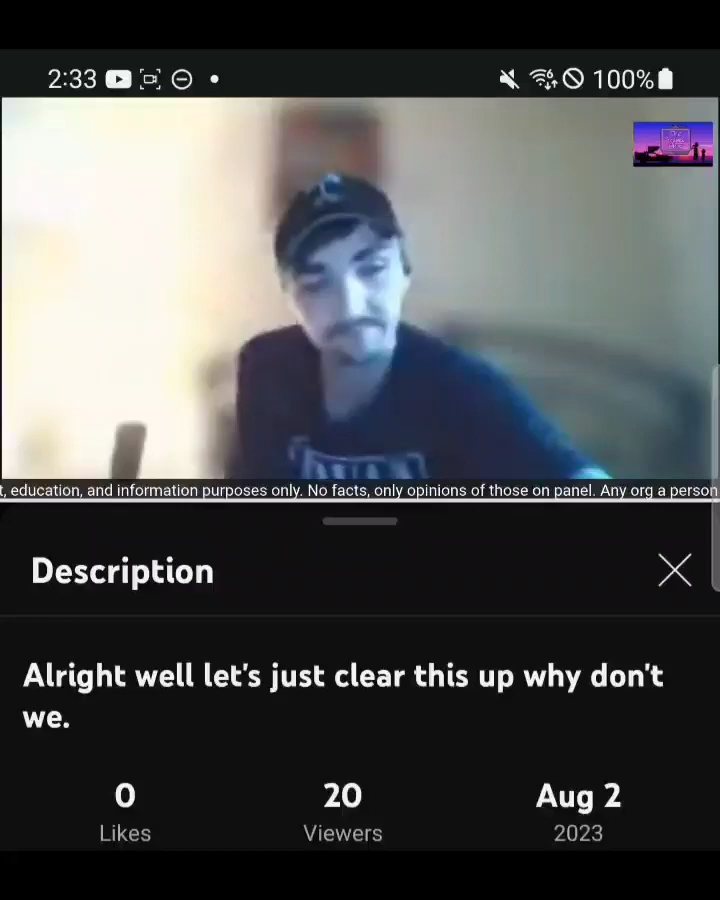 2:33
100%
t, education, and information purposes only. No facts, only opinions of those on panel. Any org a person
Description
Alright well let's just clear this up why don't
we.
0 20 Aug 2
Likes Viewers 2023